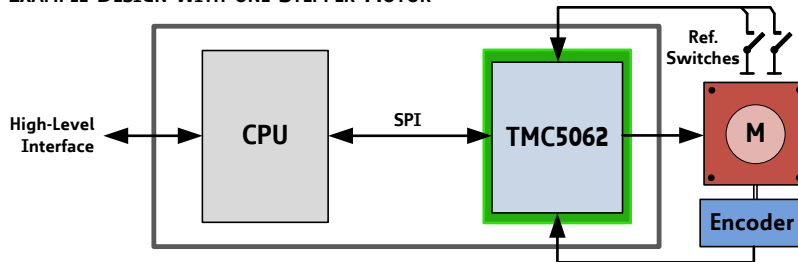 EXAMPLE DESIGN WITH ONE STEPPER MOTOR
Ref.
Switches
High-Level
Interface
CPU
SPI
TMC5062
M
Encoder